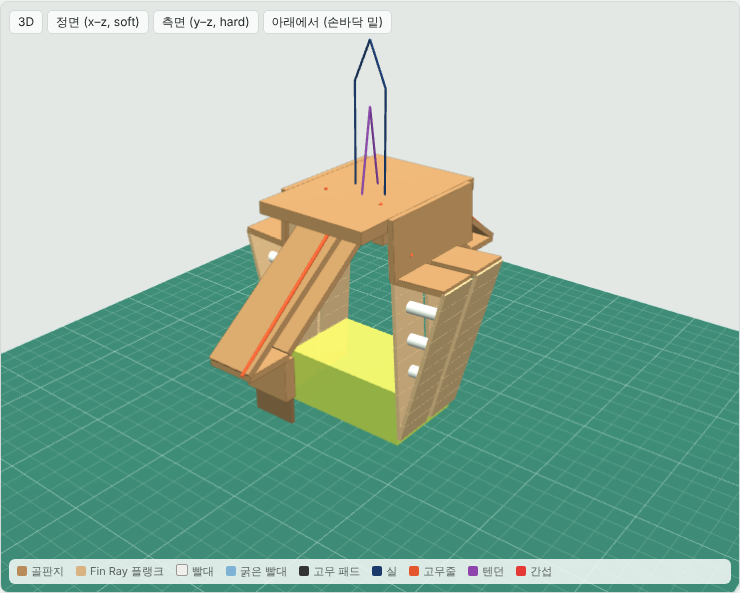 3D 정면 (x–z, soft) 측면 (y–z, hard) 아래에서 (손바닥 밑)
골판지 Fin Ray 플랭크 빨대 굵은 빨대 고무 패드 실 고무줄 텐던 간섭